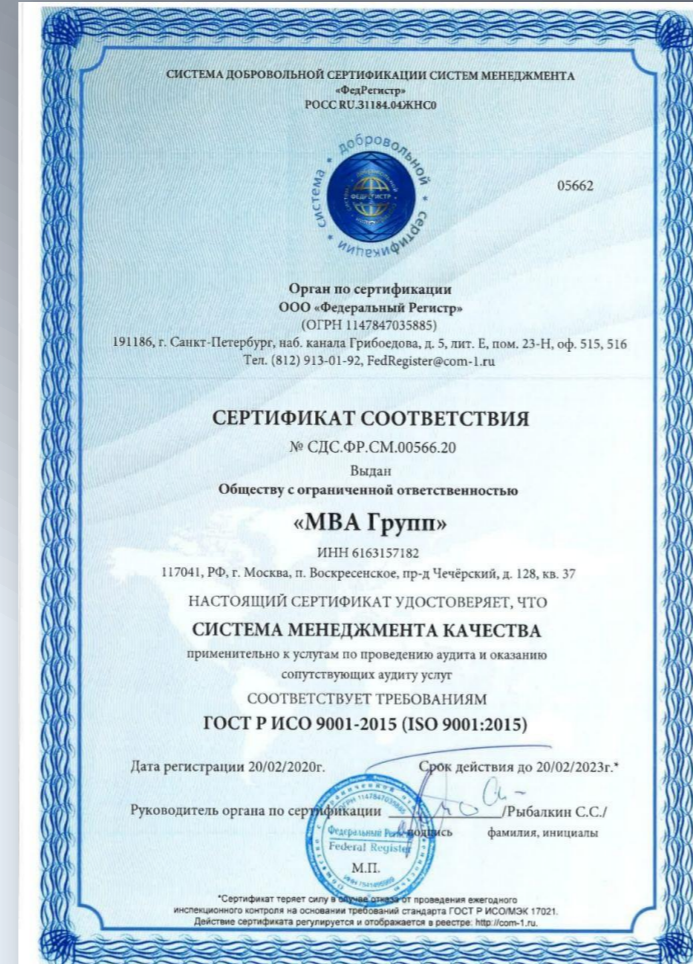 СИСТЕМА ДОБРОВОЛЬНОЙ СЕРТИФИКАЦИИ СИСТЕМ МЕНЕДЖМЕНТА
«ФедРегистр»
РОСС RU.31184.04ЖНС0
система * добровольной * сертификации *
ФЕДРЕГИСТР
05662
Орган по сертификации
ООО «Федеральный Регистр»
(ОГРН 1147847035885)
191186, г. Санкт-Петербург, наб. канала Грибоедова, д. 5, лит. Е, пом. 23-Н, оф. 515, 516
Тел. (812) 913-01-92, FedRegister@com-1.ru
СЕРТИФИКАТ СООТВЕТСТВИЯ
№ СДС.ФР.СМ.00566.20
Выдан
Обществу с ограниченной ответственностью
«МВА Групп»
ИНН 6163157182
117041, РФ, г. Москва, п. Воскресенское, пр-д Чечёрский, д. 128, кв. 37
НАСТОЯЩИЙ СЕРТИФИКАТ УДОСТОВЕРЯЕТ, ЧТО
СИСТЕМА МЕНЕДЖМЕНТА КАЧЕСТВА
применительно к услугам по проведению аудита и оказанию
сопутствующих аудиту услуг
СООТВЕТСТВУЕТ ТРЕБОВАНИЯМ
ГОСТ Р ИСО 9001-2015 (ISO 9001:2015)
Дата регистрации 20/02/2020г. Срок действия до 20/02/2023г.*
Руководитель органа по сертификации /Рыбалкин С.С./
подпись фамилия, инициалы
Федеральный
Federal Register
М.П.
*Сертификат теряет силу в случае отказа от проведения ежегодного
инспекционного контроля на основании требований стандарта ГОСТ Р ИСО/МЭК 17021.
Действие сертификата регулируется и отображается в реестре: http://com-1.ru.